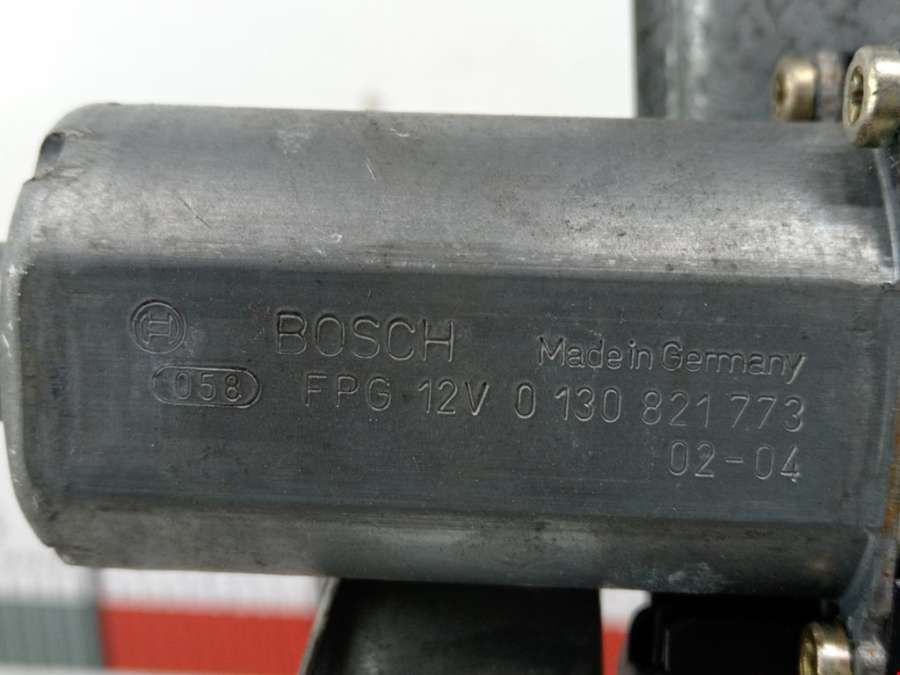 BOSCH Made in Germany
058 FPG 12V 0 130 821 773
02-04